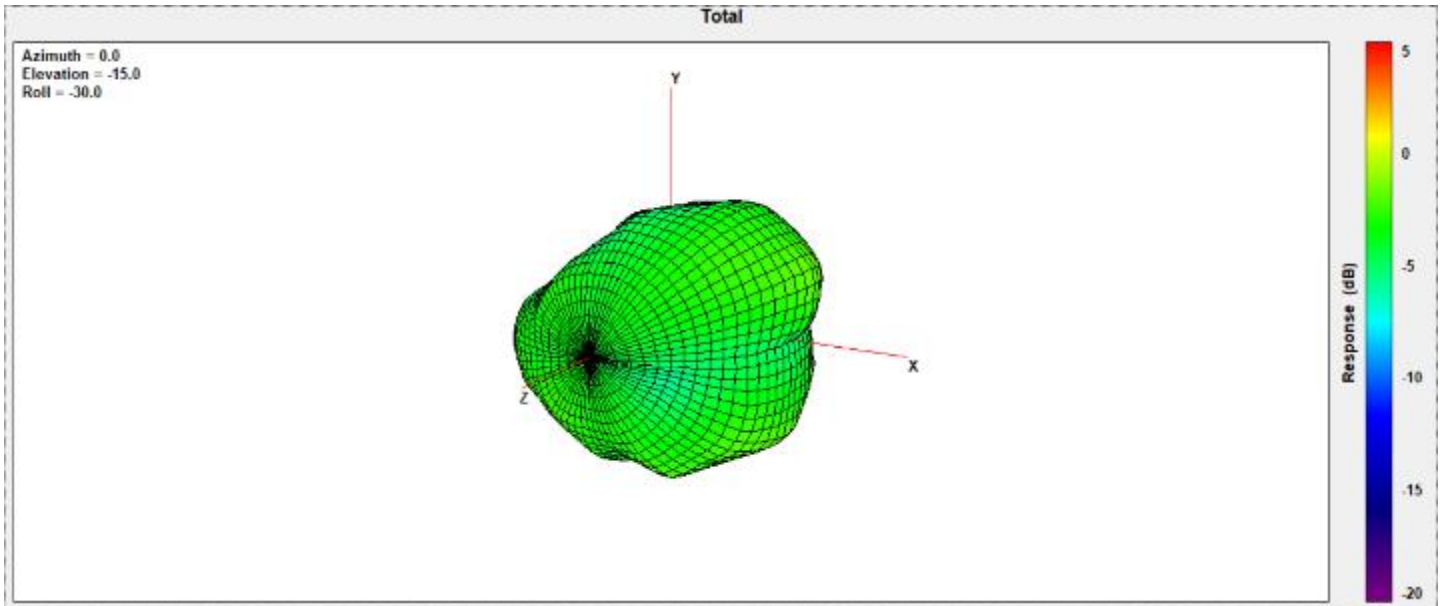 Total
Azimuth = 0.0
Elevation = -15.0
Roll = -30.0
Y
X
Z
5
0
-5
-10
-15
-20
Response (dB)